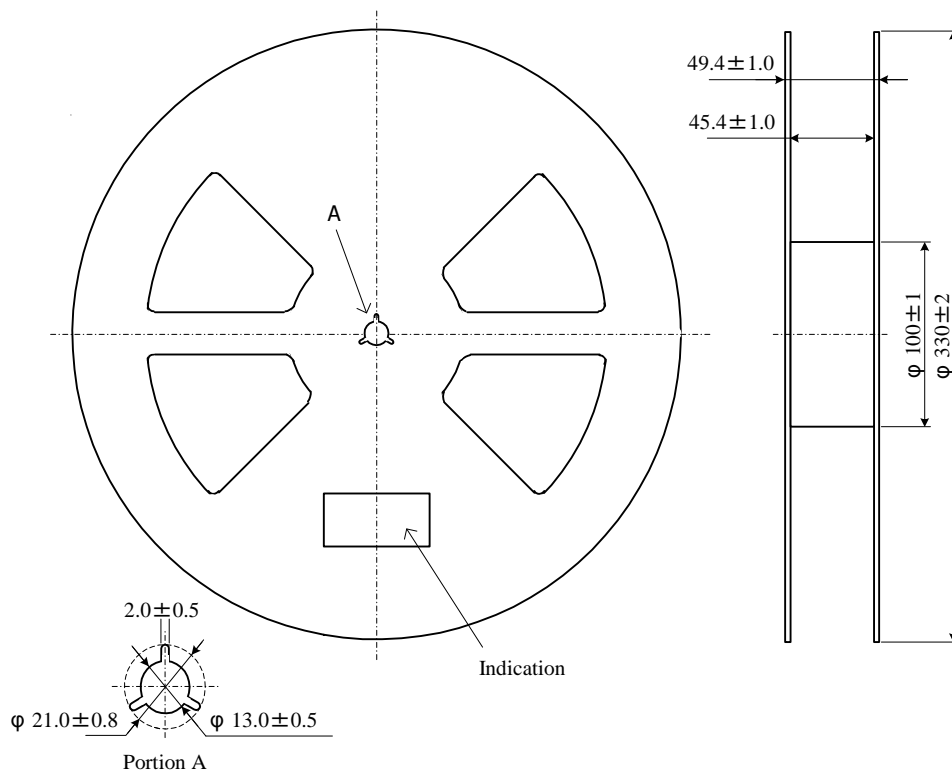 49.4±1.0
45.4±1.0
A
φ 100±1
φ 330±2
2.0±0.5
Indication
φ 21.0±0.8
φ 13.0±0.5
Portion A